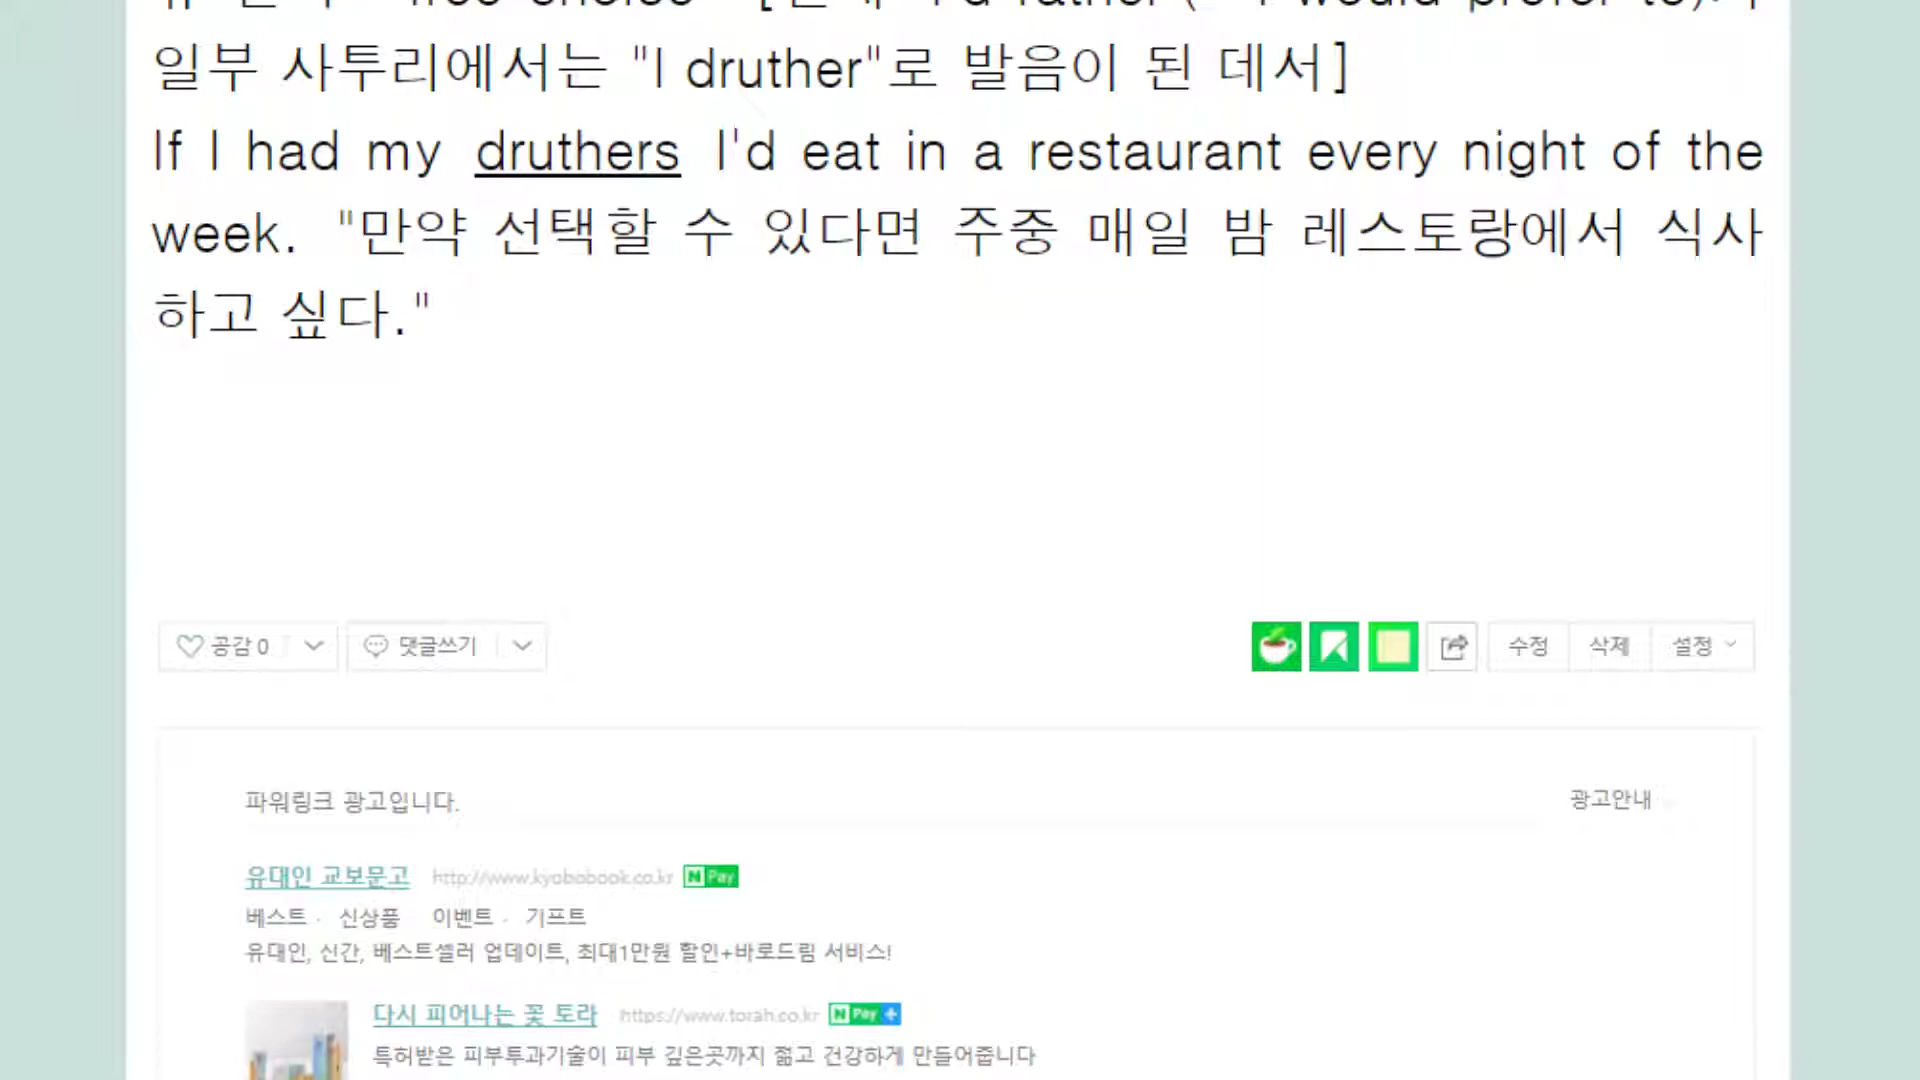 일부 사투리에서는 "I druther"로 발음이 된 데서]
If I had my druthers I'd eat in a restaurant every night of the
week. "만약 선택할 수 있다면 주중 매일 밤 레스토랑에서 식사
하고 싶다."
공감 0 댓글쓰기 수정 삭제 설정
파워링크 광고입니다. 광고안내
유대인 교보문고 http://www.kyobobook.co.kr N Pay
베스트 · 신상품 이벤트 · 기프트
유대인, 신간, 베스트셀러 업데이트, 최대1만원 할인+바로드림 서비스!
다시 피어나는 꽃 토라 https://www.torah.co.kr N Pay +
특허받은 피부투과기술이 피부 깊은곳까지 젊고 건강하게 만들어줍니다